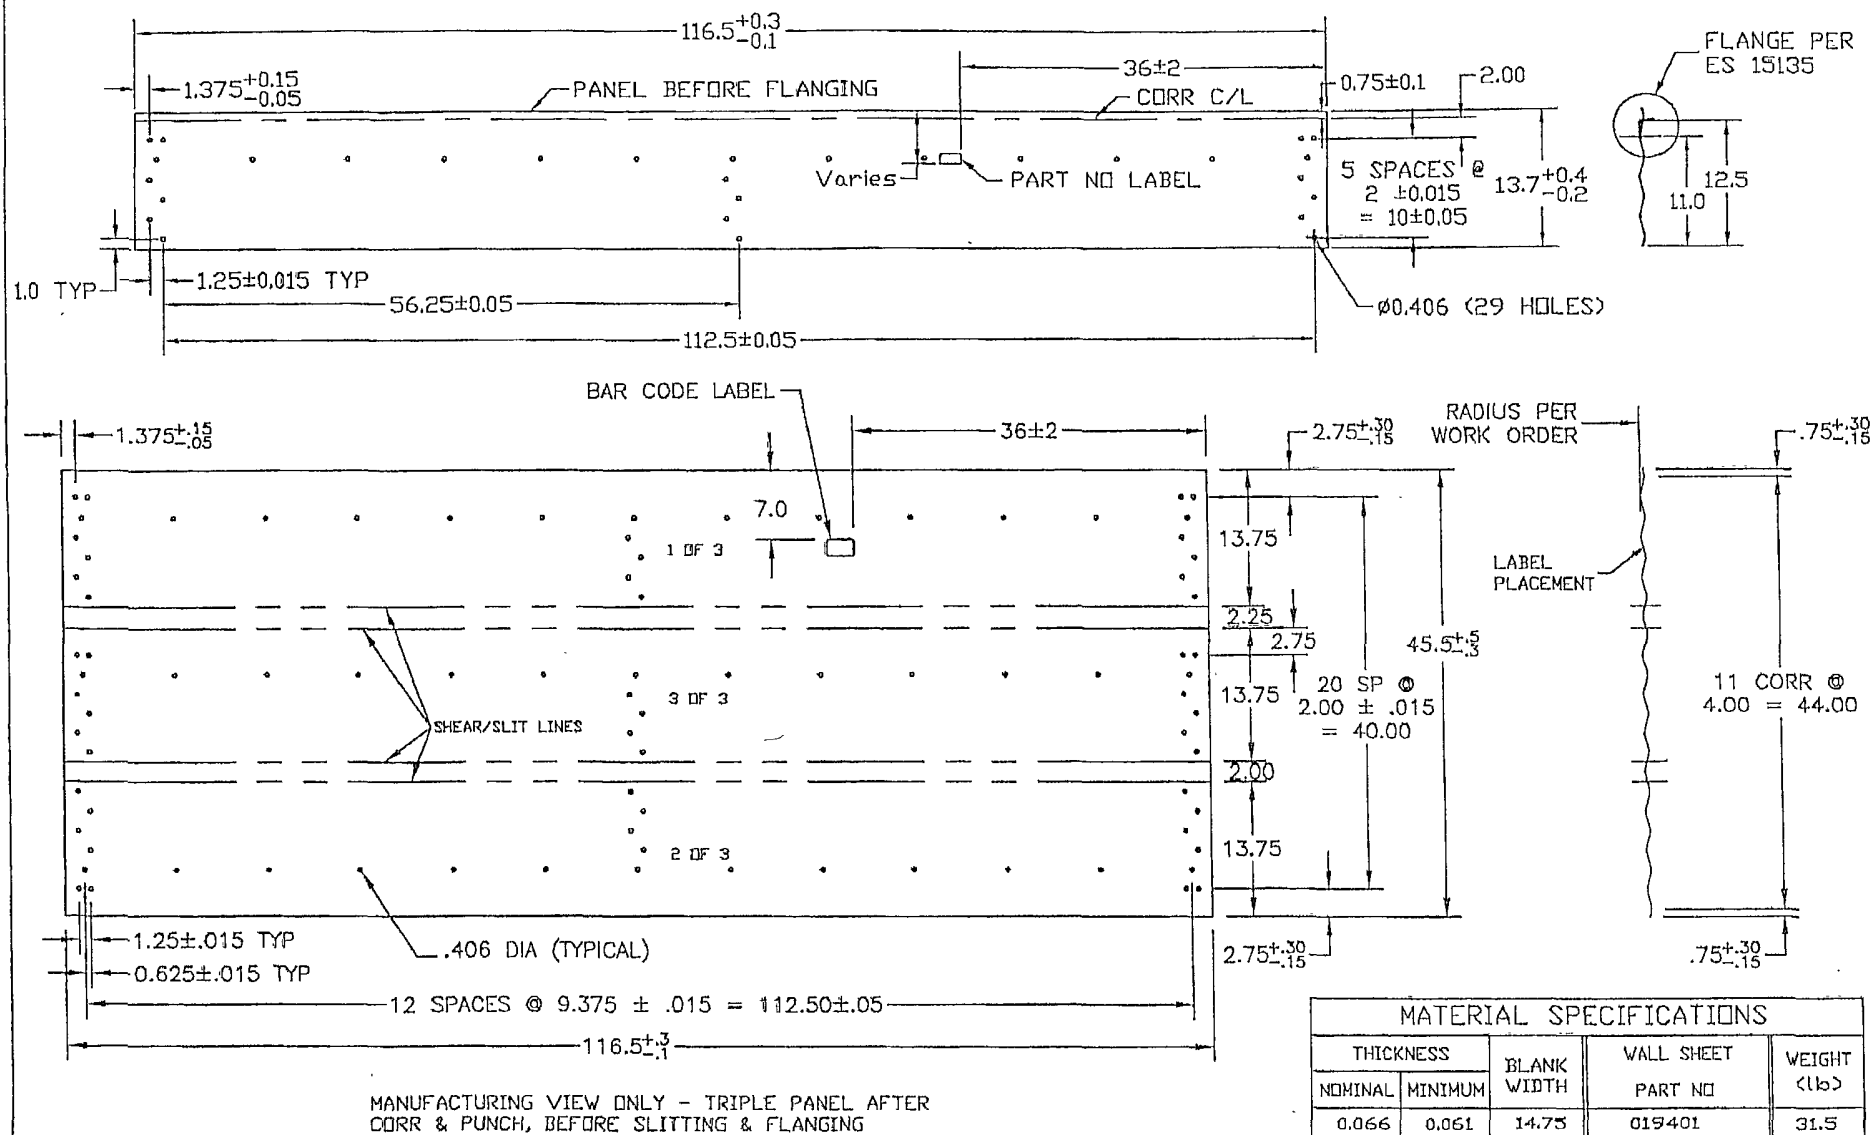 116.5+0.3 -0.1
36±2
FLANGE PER
ES 15135
1.375+0.15 -0.05
PANEL BEFORE FLANGING
CORR C/L
0.75±0.1
2.00
Varies
PART NO LABEL
5 SPACES @
2 ±0.015
= 10±0.05
13.7+0.4 -0.2
11.0
12.5
1.0 TYP
1.25±0.015 TYP
56.25±0.05
Ø0.406 (29 HOLES)
112.5±0.05
BAR CODE LABEL
1.375+.15 -.05
36±2
2.75+.30 -.15
RADIUS PER
WORK ORDER
.75+.30 -.15
7.0
1 OF 3
13.75
LABEL
PLACEMENT
2.25
2.75
45.5+.5 -.3
3 OF 3
13.75
20 SP @
2.00 ± .015
= 40.00
11 CORR @
4.00 = 44.00
SHEAR/SLIT LINES
2.00
2 OF 3
13.75
1.25±.015 TYP
.406 DIA (TYPICAL)
2.75+.30 -.15
.75+.30 -.15
0.625±.015 TYP
12 SPACES @ 9.375 ± .015 = 112.50±.05
116.5+.3 -.1
MANUFACTURING VIEW ONLY - TRIPLE PANEL AFTER
CORR & PUNCH, BEFORE SLITTING & FLANGING
MATERIAL SPECIFICATIONS
THICKNESS
BLANK
WIDTH
WALL SHEET
PART NO
WEIGHT
(lb)
NOMINAL MINIMUM
0.066 0.061 14.75 019401 31.5